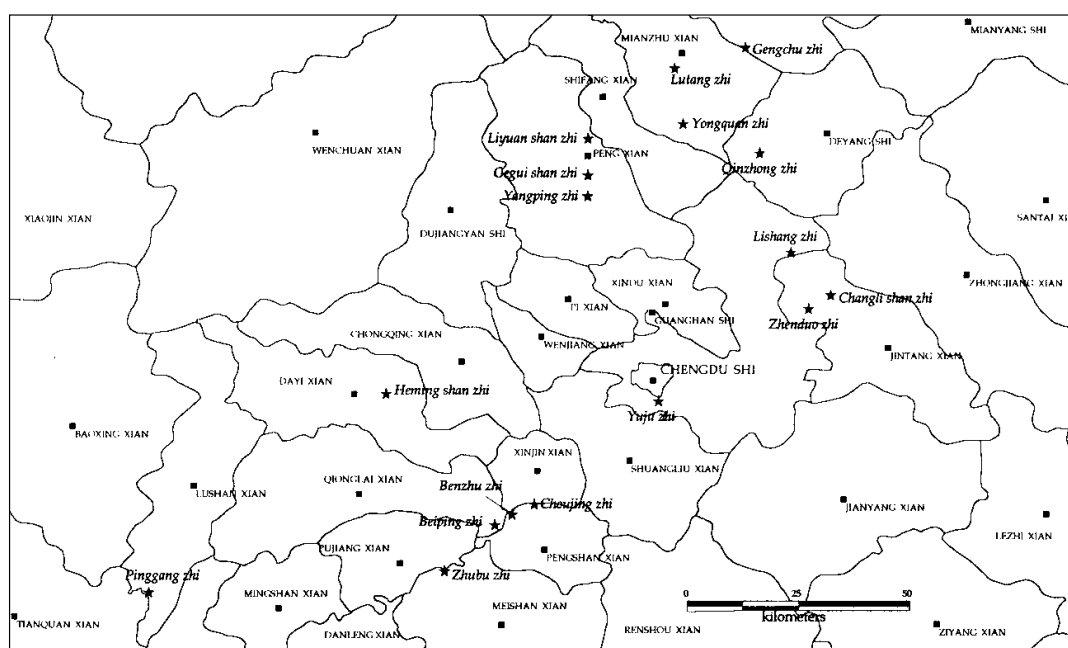 MIANYANG SHI
MIANZHU XIAN
Gengchu zhi
Lutang zhi
SHIFANG XIAN
Yongquan zhi
WENCHUAN XIAN
Liyuan shan zhi
DEYANG SHI
PENG XIAN
Qinzhong zhi
Gegui shan zhi
Yangping zhi
XIAOJIN XIAN
SANTAI XI
DUJIANGYAN SHI
Lishang zhi
XINDU XIAN
ZHONGJIANG XIAN
Changli shan zhi
PI XIAN
GUANGHAN SHI
Zhenduo zhi
CHONGQING XIAN
WENJIANG XIAN
JINTANG XIAN
CHENGDU SHI
DAYI XIAN
Heming shan zhi
Yuju zhi
BAOXING XIAN
XINJIN XIAN
SHUANGLIU XIAN
QIONGLAI XIAN
Benzhu zhi
LUSHAN XIAN
Choujing zhi
JIANYANG XIAN
Beiping zhi
LEZHI XIAN
PUJIANG XIAN
PENGSHAN XIAN
Pinggang zhi
Zhubu zhi
MINGSHAN XIAN
MEISHAN XIAN
0 25 50
kilometers
TIANQUAN XIAN
DANLENG XIAN
RENSHOU XIAN
ZIYANG XIAN